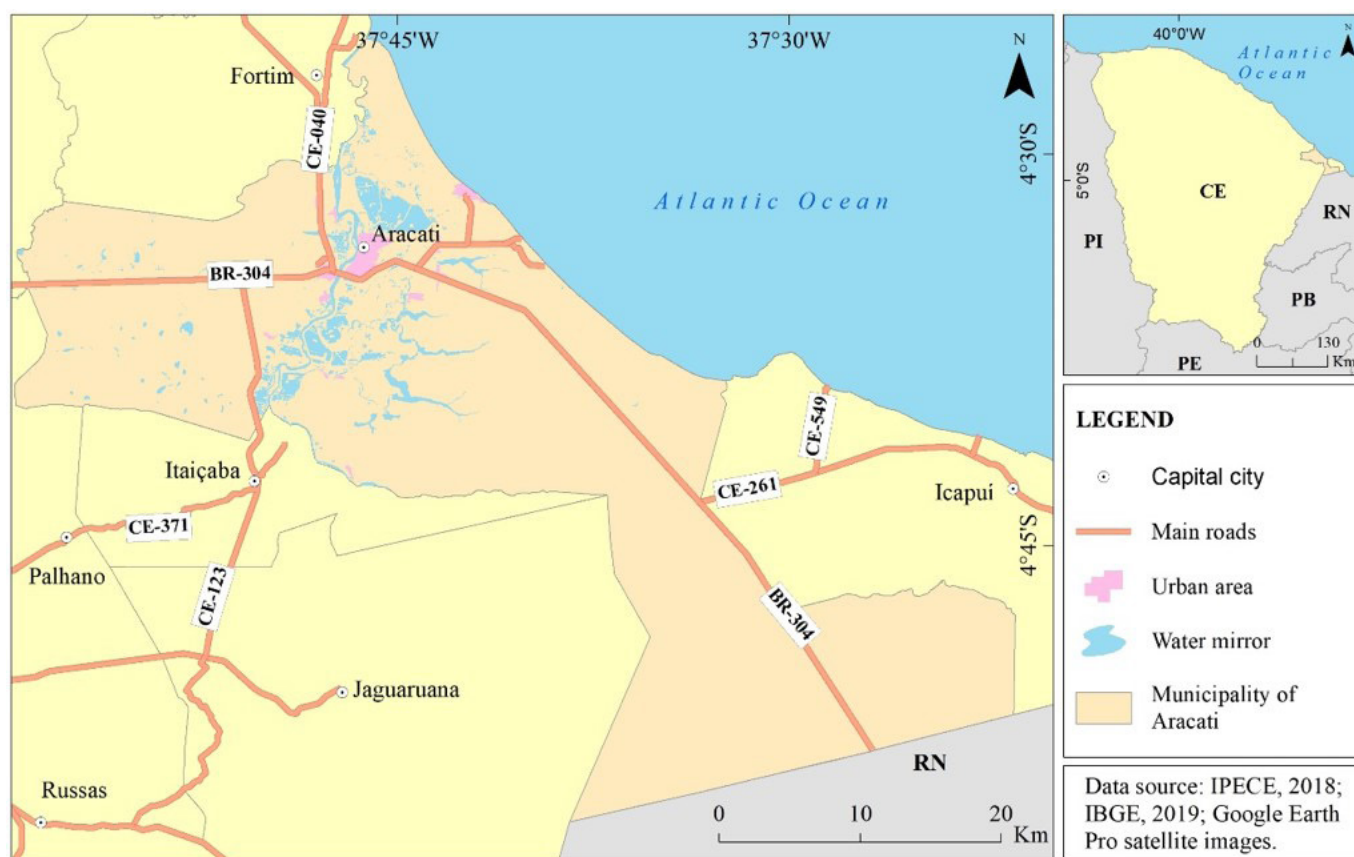 37°45'W
37°30'W
N
Fortim
CE-040
4°30'S
Atlantic Ocean
Aracati
BR-304
CE-549
Itaiçaba
CE-261
Icapuí
CE-371
4°45'S
Palhano
CE-123
BR-304
Jaguaruana
RN
Russas
0 10 20
Km
40°0'W
N
Atlantic
Ocean
5°0'S
CE
RN
PI
PB
0 130
Km
PE
LEGEND
Capital city
Main roads
Urban area
Water mirror
Municipality of
Aracati
Data source: IPECE, 2018;
IBGE, 2019; Google Earth
Pro satellite images.